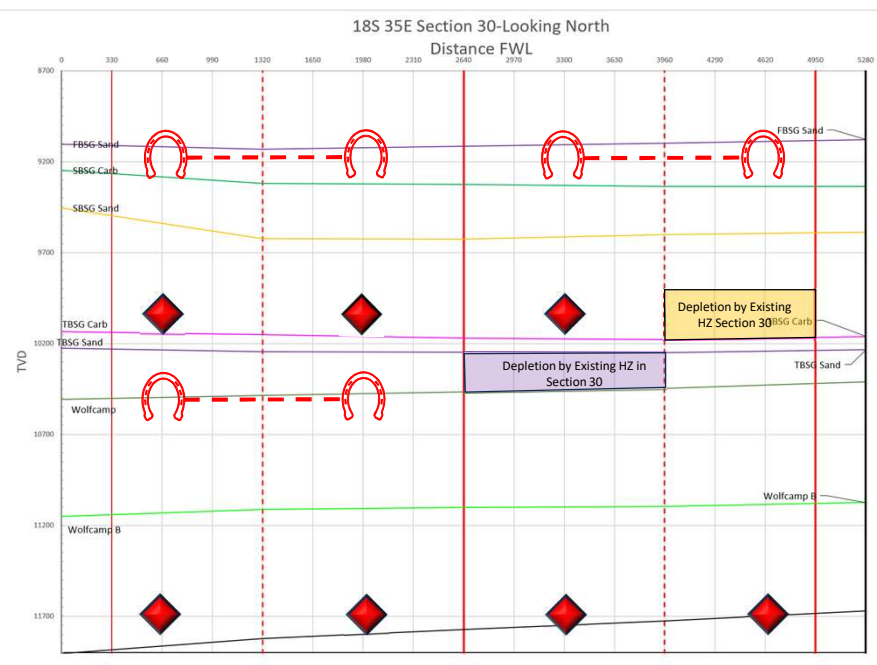 18S 35E Section 30-Looking North
Distance FWL
0 330 660 990 1320 1650 1980 2310 2640 2970 3300 3630 3960 4290 4620 4950 5280
8700
FBSG Sand
FBSG Sand
9200
SBSG Carb
SBSG Sand
9700
Depletion by Existing
HZ Section 30
TBSG Carb
TBSG Carb
10200
TBSG Sand
TBSG Sand
TVD
Depletion by Existing HZ in
Section 30
Wolfcamp
10700
Wolfcamp B
11200
Wolfcamp B
11700